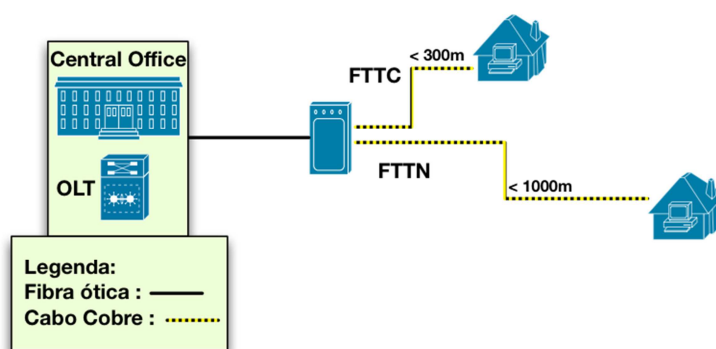 Central Office
OLT
FTTC
< 300m
FTTN
< 1000m
Legenda:
Fibra ótica :
Cabo Cobre :